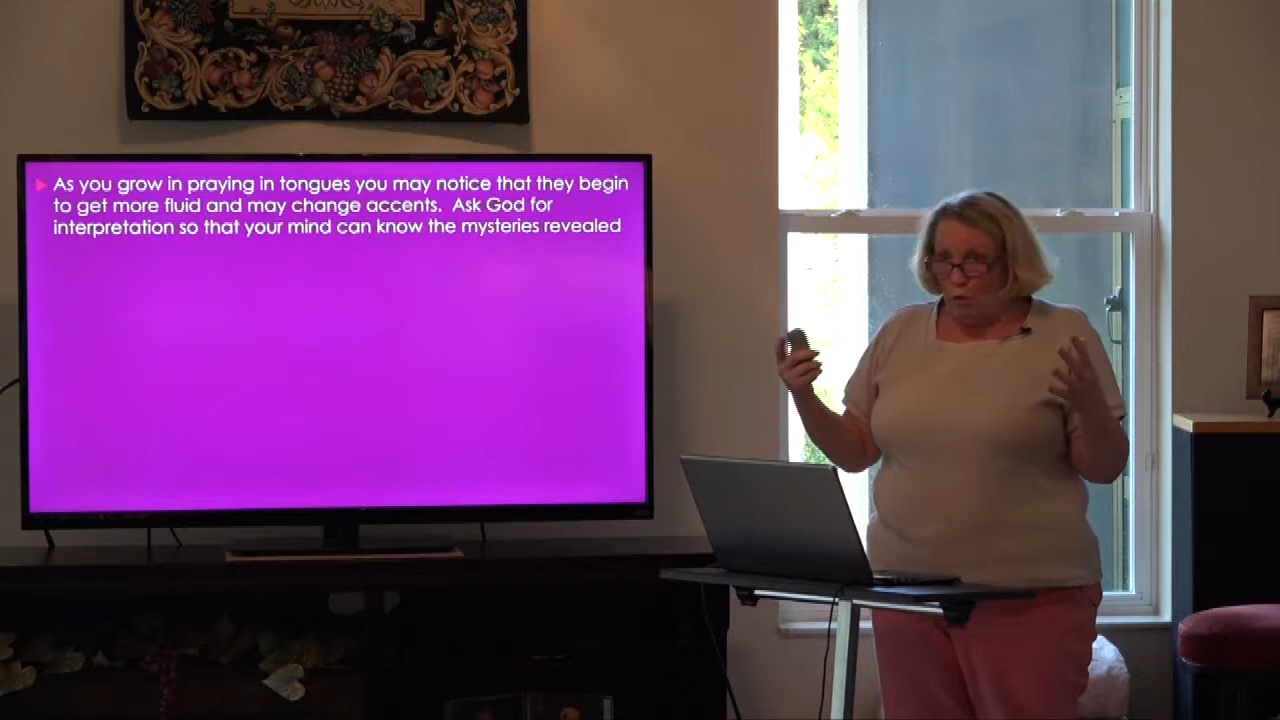 As you grow in praying in tongues you may notice that they begin
to get more fluid and may change accents.  Ask God for
interpretation so that your mind can know the mysteries revealed